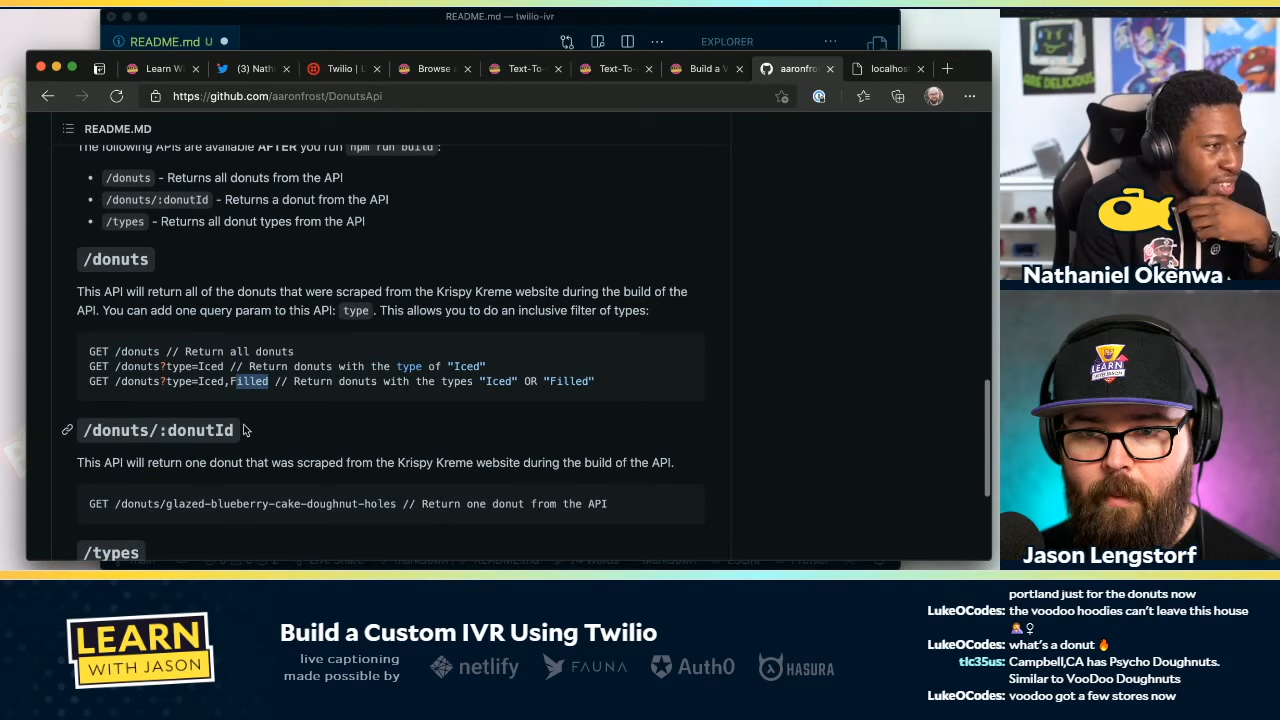 README.md — twilio-ivr
README.md U
EXPLORER
Learn W
(3) Nath
Twilio | L
Browse
Text-To-
Text-To-
Build a V
aaronfro
localhos
https://github.com/aaronfrost/DonutsApi
README.MD
The following APIs are available AFTER you run npm run build:
• /donuts - Returns all donuts from the API
• /donuts/:donutId - Returns a donut from the API
• /types - Returns all donut types from the API
/donuts
This API will return all of the donuts that were scraped from the Krispy Kreme website during the build of the
API. You can add one query param to this API: type. This allows you to do an inclusive filter of types:
GET /donuts // Return all donuts
GET /donuts?type=Iced // Return donuts with the type of "Iced"
GET /donuts?type=Iced,Filled // Return donuts with the types "Iced" OR "Filled"
/donuts/:donutId
This API will return one donut that was scraped from the Krispy Kreme website during the build of the API.
GET /donuts/glazed-blueberry-cake-doughnut-holes // Return one donut from the API
/types
ARE DELICIOUS
Nathaniel Okenwa
LEARN
WITH JASON
Jason Lengstorf
LEARN
WITH JASON
Build a Custom IVR Using Twilio
live captioning
made possible by
netlify
FAUNA
Auth0
HASURA
portland just for the donuts now
LukeOCodes: the voodoo hoodies can't leave this house
🤷‍♀
LukeOCodes: what's a donut 🔥
tlc35us: Campbell,CA has Psycho Doughnuts.
Similar to VooDoo Doughnuts
LukeOCodes: voodoo got a few stores now